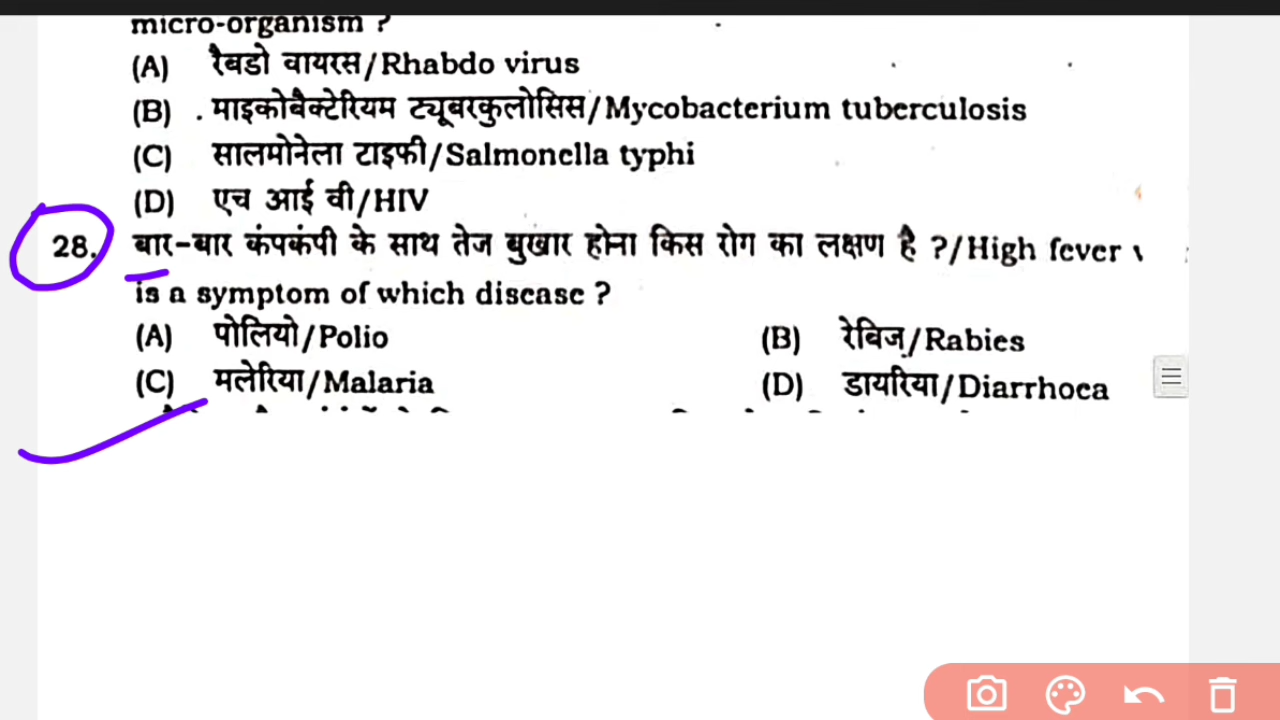 micro-organism ?
(A) रैबडो वायरस/Rhabdo virus
(B) . माइकोबैक्टेरियम ट्यूबरकुलोसिस/Mycobacterium tuberculosis
(C) सालमोनेला टाइफी/Salmonella typhi
(D) एच आई वी/HIV
28. बार-बार कंपकंपी के साथ तेज बुखार होना किस रोग का लक्षण है ?/High fever
is a symptom of which disease ?
(A) पोलियो/Polio (B) रेबिज/Rabies
(C) मलेरिया/Malaria (D) डायरिया/Diarrhoea